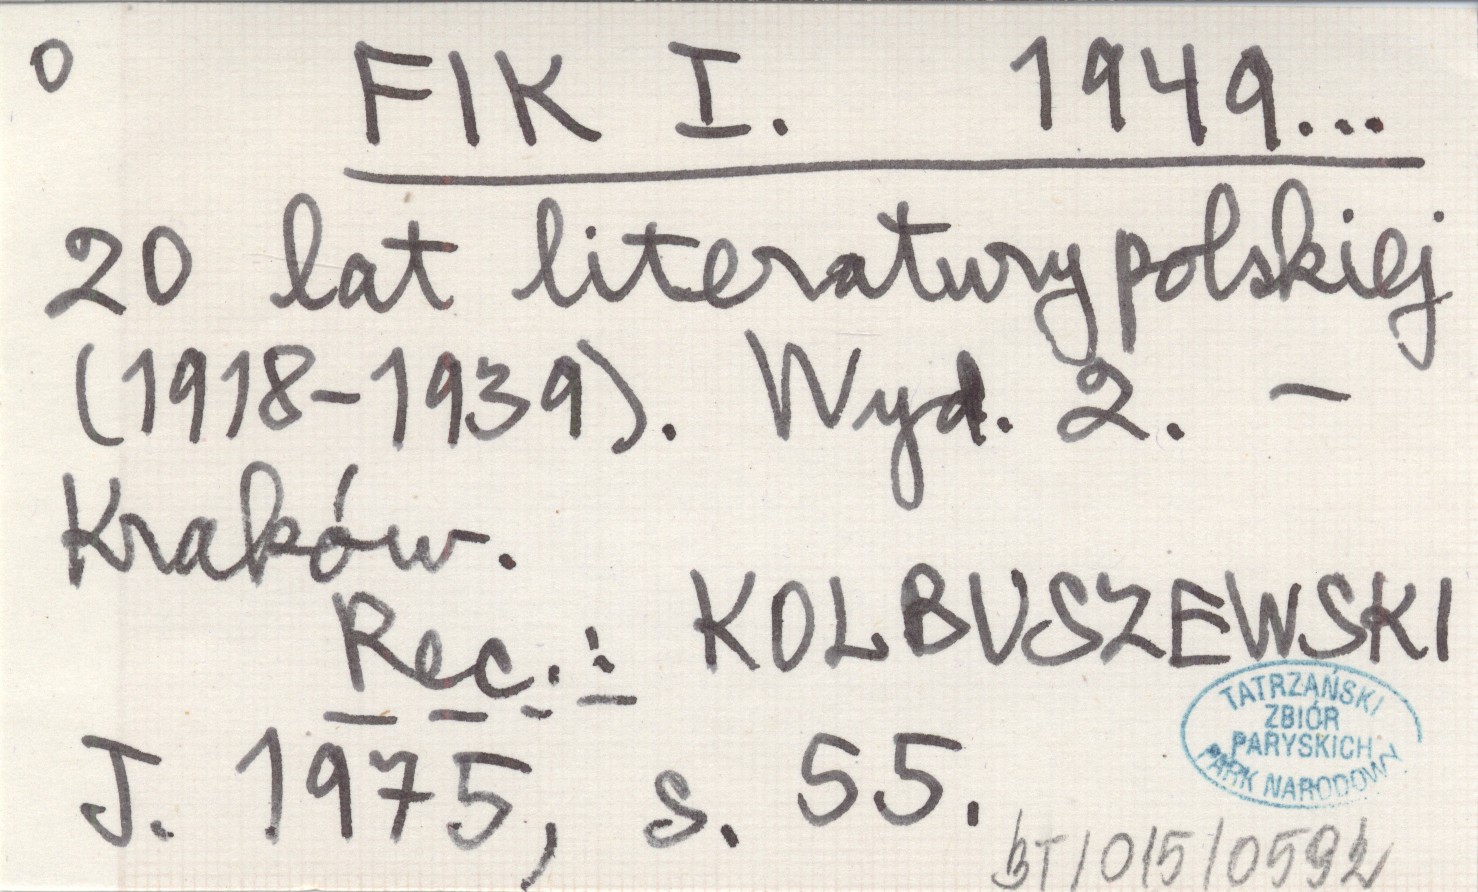 o FIK I. 1949...
20 lat literatury polskiej
(1918-1939). Wyd. 2. –
Kraków.
Rec.: KOLBUSZEWSKI
J. 1975, s. 55.
TATRZAŃSKI
ZBIÓR
PARYSKICH
PARK NARODOWY
BT/O/5/0592